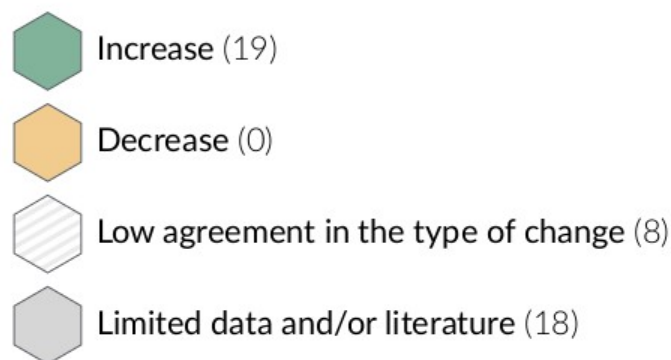 Increase (19)
Decrease (0)
Low agreement in the type of change (8)
Limited data and/or literature (18)